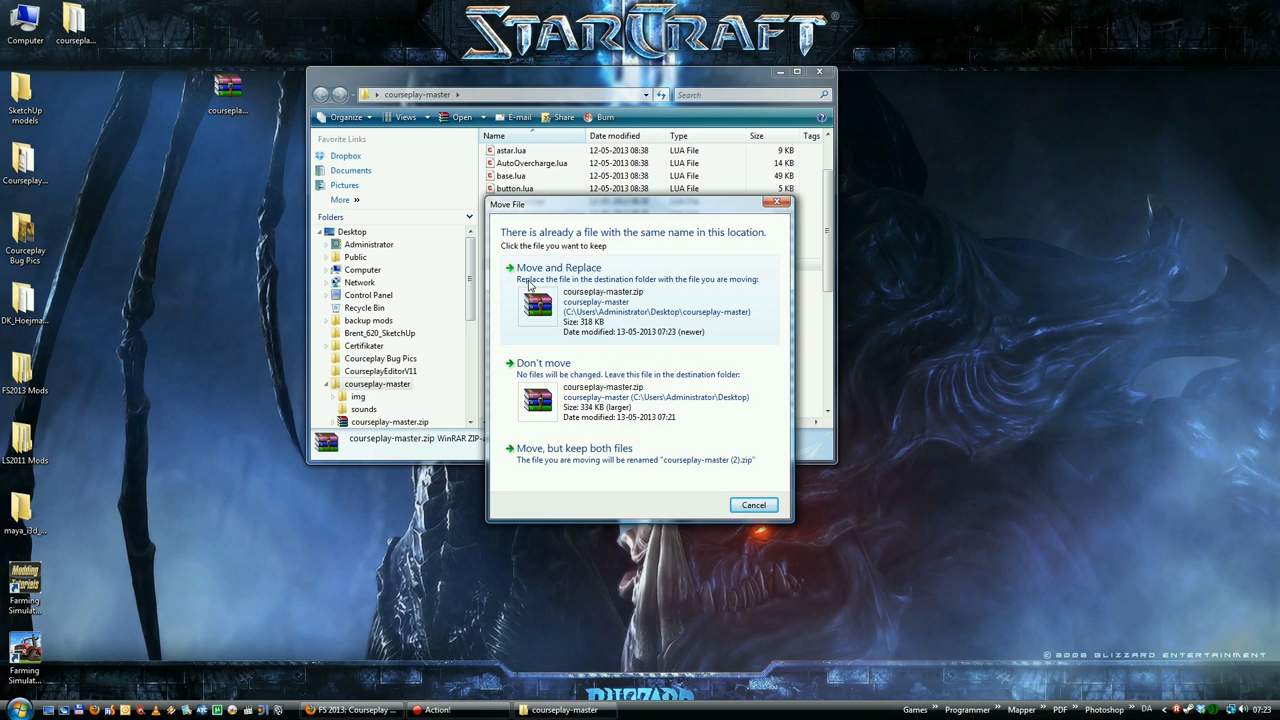 STARCRAFT
II
®
Computer
coursepla...
coursepla...
SketchUp models
Courseplay...
Courceplay Bug Pics
DK_Hoejma...
FS2013 Mods
LS2011 Mods
maya_i3d_...
Modding Tutorials
Farming Simulat...
Farming Simulat...
courseplay-master
Search
Organize
Views
Open
E-mail
Share
Burn
Favorite Links
Dropbox
Documents
Pictures
More »
Folders
Desktop
Administrator
Public
Computer
Network
Control Panel
Recycle Bin
backup mods
Brent_620_SketchUp
Certifikater
Courceplay Bug Pics
CourseplayEditorV11
courseplay-master
img
sounds
courseplay-master.zip
Name Date modified Type Size Tags
astar.lua 12-05-2013 08:38 LUA File 9 KB
AutoOvercharge.lua 12-05-2013 08:38 LUA File 14 KB
base.lua 12-05-2013 08:38 LUA File 49 KB
button.lua 12-05-2013 08:38 LUA File 5 KB
courseplay-master.zip WinRAR ZIP-
Move File
There is already a file with the same name in this location.
Click the file you want to keep
Move and Replace
Replace the file in the destination folder with the file you are moving:
courseplay-master.zip
courseplay-master
(C:\Users\Administrator\Desktop\courseplay-master)
Size: 318 KB
Date modified: 13-05-2013 07:23 (newer)
Don't move
No files will be changed. Leave this file in the destination folder:
courseplay-master.zip
courseplay-master (C:\Users\Administrator\Desktop)
Size: 334 KB (larger)
Date modified: 13-05-2013 07:21
Move, but keep both files
The file you are moving will be renamed "courseplay-master (2).zip"
Cancel
© 2008 BLIZZARD ENTERTAINMENT
BLIZZARD
FS 2013: Courseplay ...
Action!
courseplay-master
Games »
Programmer »
Mapper »
PDF »
Photoshop »
DA
07:23